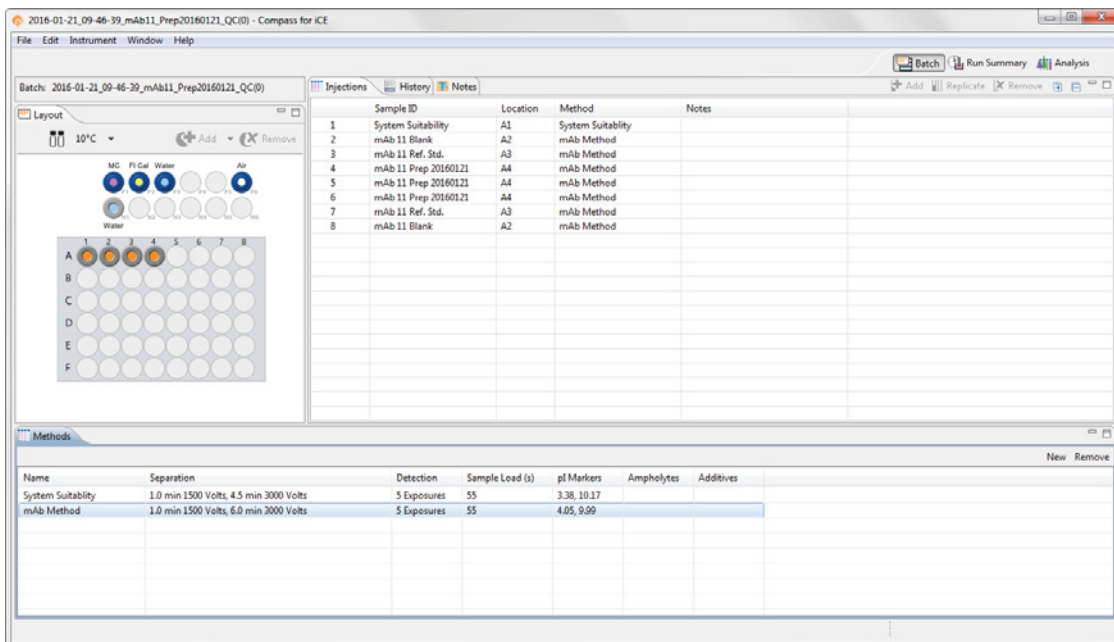 2016-01-21_09-46-39_mAb11_Prep20160121_QC(0) - Compass for iCE
File Edit Instrument Window Help
Batch Run Summary Analysis
Batch: 2016-01-21_09-46-39_mAb11_Prep20160121_QC(0)
Injections History Notes
Add Replicate Remove
Layout
10°C Add Remove
MC Fl Cal Water Air
Water
1 2 3 4 5 6 7 8
A
B
C
D
E
F
Sample ID Location Method Notes
1 System Suitability A1 System Suitablity
2 mAb 11 Blank A2 mAb Method
3 mAb 11 Ref. Std. A3 mAb Method
4 mAb 11 Prep 20160121 A4 mAb Method
5 mAb 11 Prep 20160121 A4 mAb Method
6 mAb 11 Prep 20160121 A4 mAb Method
7 mAb 11 Ref. Std. A3 mAb Method
8 mAb 11 Blank A2 mAb Method
Methods
New Remove
Name Separation Detection Sample Load (s) pI Markers Ampholytes Additives
System Suitablity 1.0 min 1500 Volts, 4.5 min 3000 Volts 5 Exposures 55 3.38, 10.17
mAb Method 1.0 min 1500 Volts, 6.0 min 3000 Volts 5 Exposures 55 4.05, 9.99